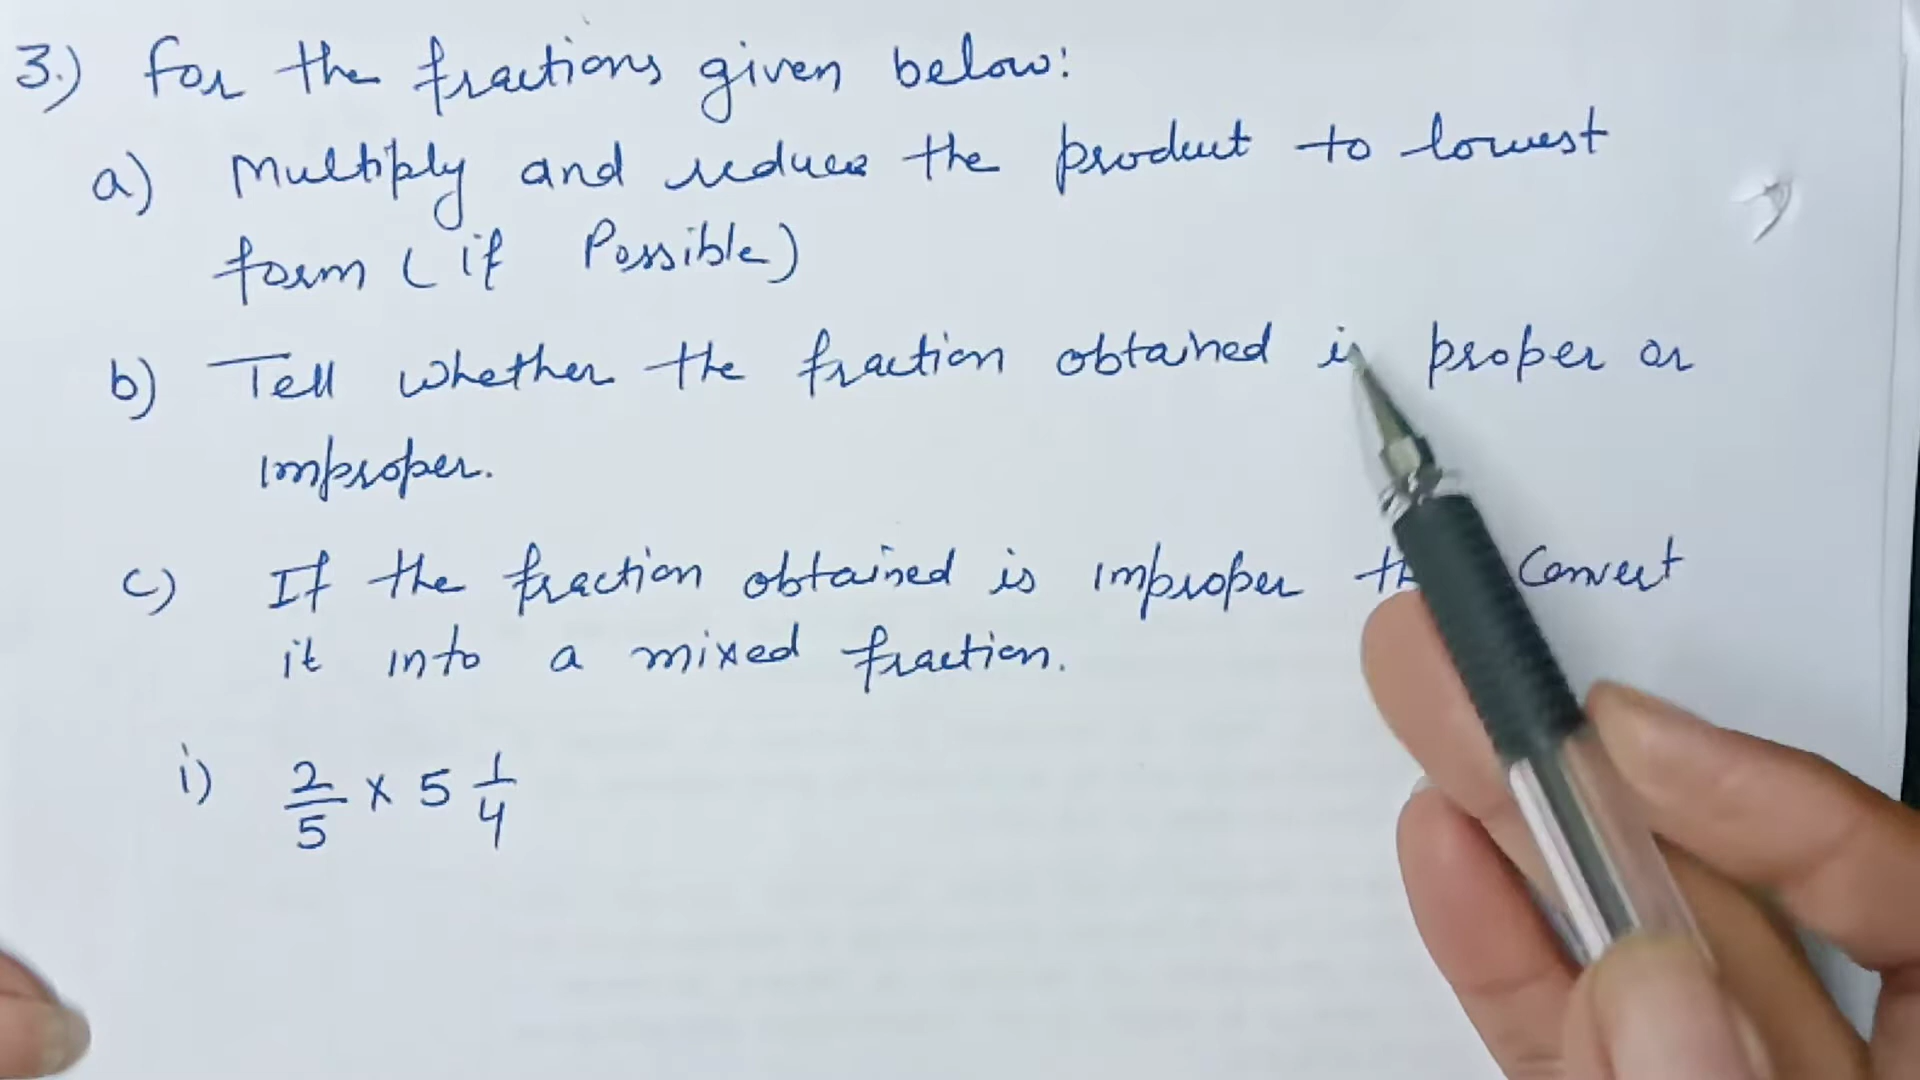 3.) For the fractions given below:
a) Multiply and reduce the product to lowest
form (if Possible)
b) Tell whether the fraction obtained is proper or
improper.
c) If the fraction obtained is improper Convert
it into a mixed fraction.
i) 2/5 x 5 1/4